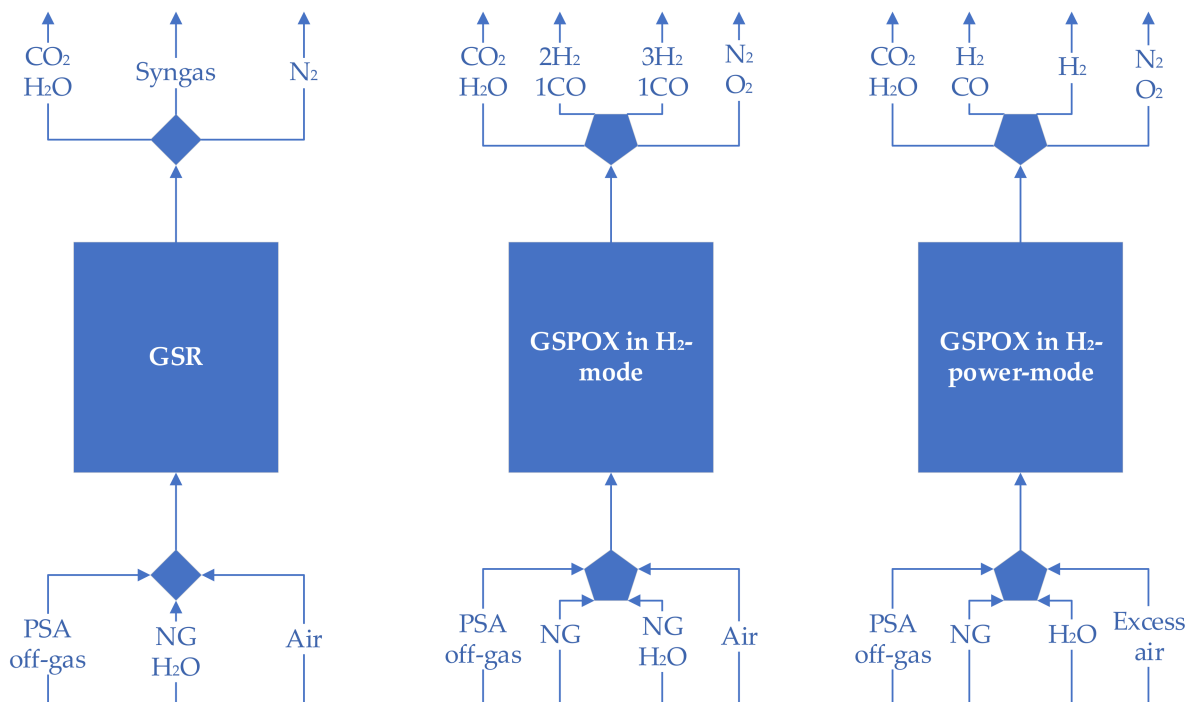 CO₂
H₂O
Syngas
N₂
GSR
PSA
off-gas
NG
H₂O
Air
CO₂
H₂O
2H₂
1CO
3H₂
1CO
N₂
O₂
GSPOX in H₂-
mode
PSA
off-gas
NG
NG
H₂O
Air
CO₂
H₂O
H₂
CO
H₂
N₂
O₂
GSPOX in H₂-
power-mode
PSA
off-gas
NG
H₂O
Excess
air